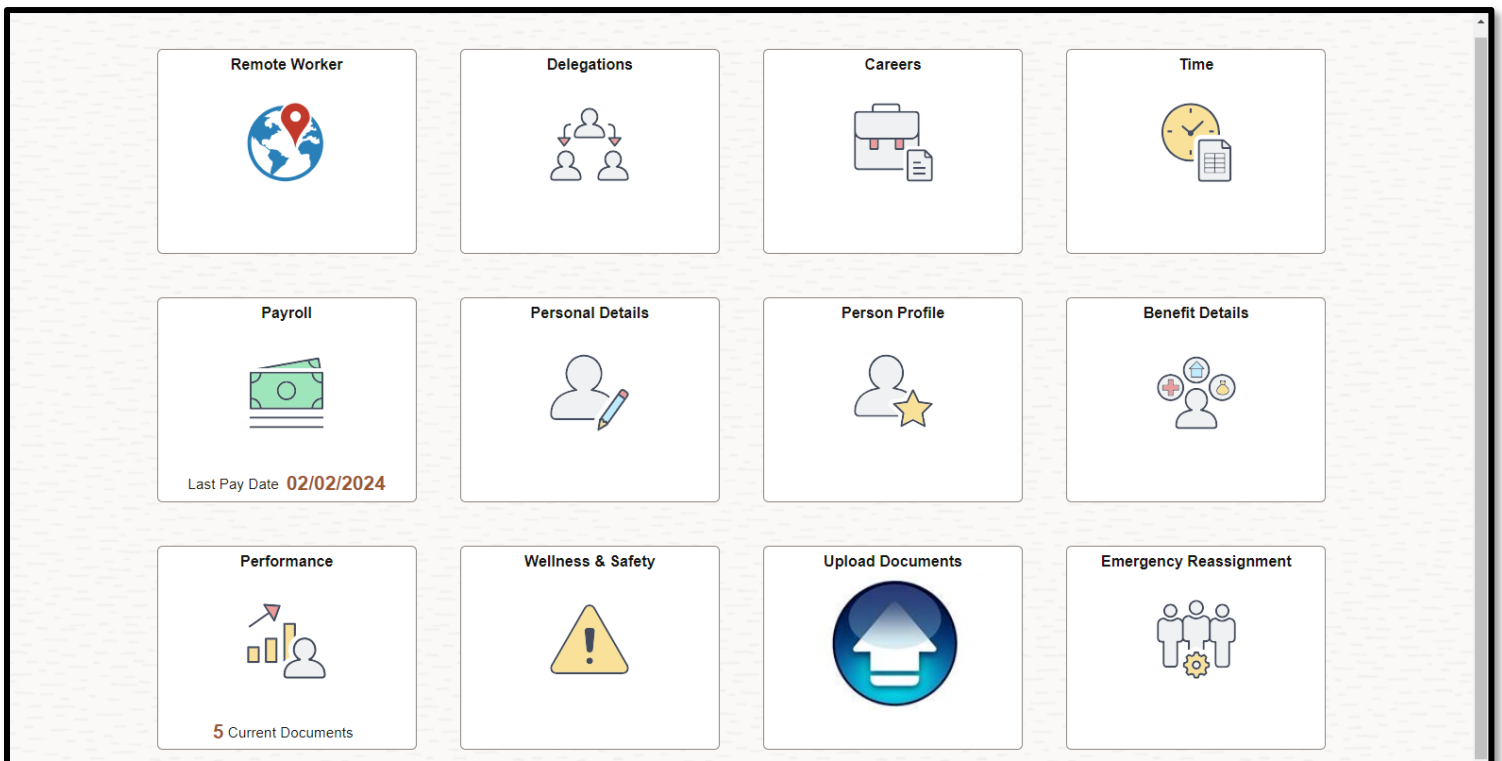 Remote Worker
Delegations
Careers
Time
Payroll
Last Pay Date 02/02/2024
Personal Details
Person Profile
Benefit Details
Performance
5 Current Documents
Wellness & Safety
Upload Documents
Emergency Reassignment